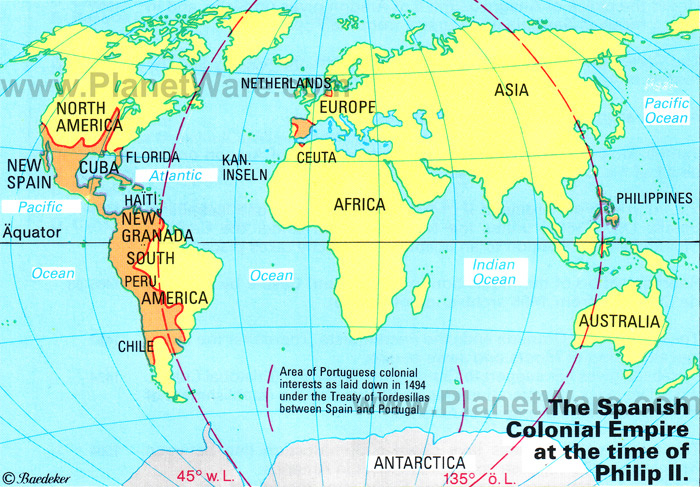 www.PlanetWare.com
NETHERLANDS
EUROPE
ASIA
NORTH
AMERICA
Pacific
Ocean
NEW
SPAIN
CUBA
FLORIDA
KAN.
INSELN
CEUTA
Atlantic
HAÏTI
Pacific
NEW
GRANADA
AFRICA
PHILIPPINES
Äquator
SOUTH
AMERICA
PERU
Ocean
Ocean
Indian
Ocean
CHILE
AUSTRALIA
Area of Portuguese colonial
interests as laid down in 1494
under the Treaty of Tordesillas
between Spain and Portugal
www.PlanetWare.com
The Spanish
Colonial Empire
at the time of
Philip II.
ANTARCTICA
© Baedeker
45° w. L.
135° ö. L.